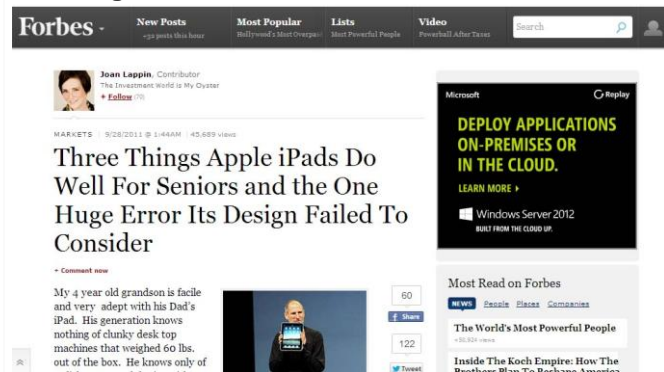 Forbes
New Posts
+32 posts this hour
Most Popular
Hollywood's Most Overpaid
Lists
Most Powerful People
Video
Powerball After Taxes
Search
Joan Lappin, Contributor
The Investment World is My Oyster
+ Follow (70)
MARKETS | 9/28/2011 @ 1:44AM | 45,689 views
Three Things Apple iPads Do
Well For Seniors and the One
Huge Error Its Design Failed To
Consider
+ Comment now
My 4 year old grandson is facile
and very adept with his Dad's
iPad. His generation knows
nothing of clunky desk top
machines that weighed 60 lbs.
out of the box. He knows only of
60
Share
122
Tweet
Microsoft
Replay
DEPLOY APPLICATIONS
ON-PREMISES OR
IN THE CLOUD.
LEARN MORE
Windows Server 2012
BUILT FROM THE CLOUD UP.
Most Read on Forbes
NEWS People Places Companies
The World's Most Powerful People
views
Inside The Koch Empire: How The
Brothers Plan To Reshape America